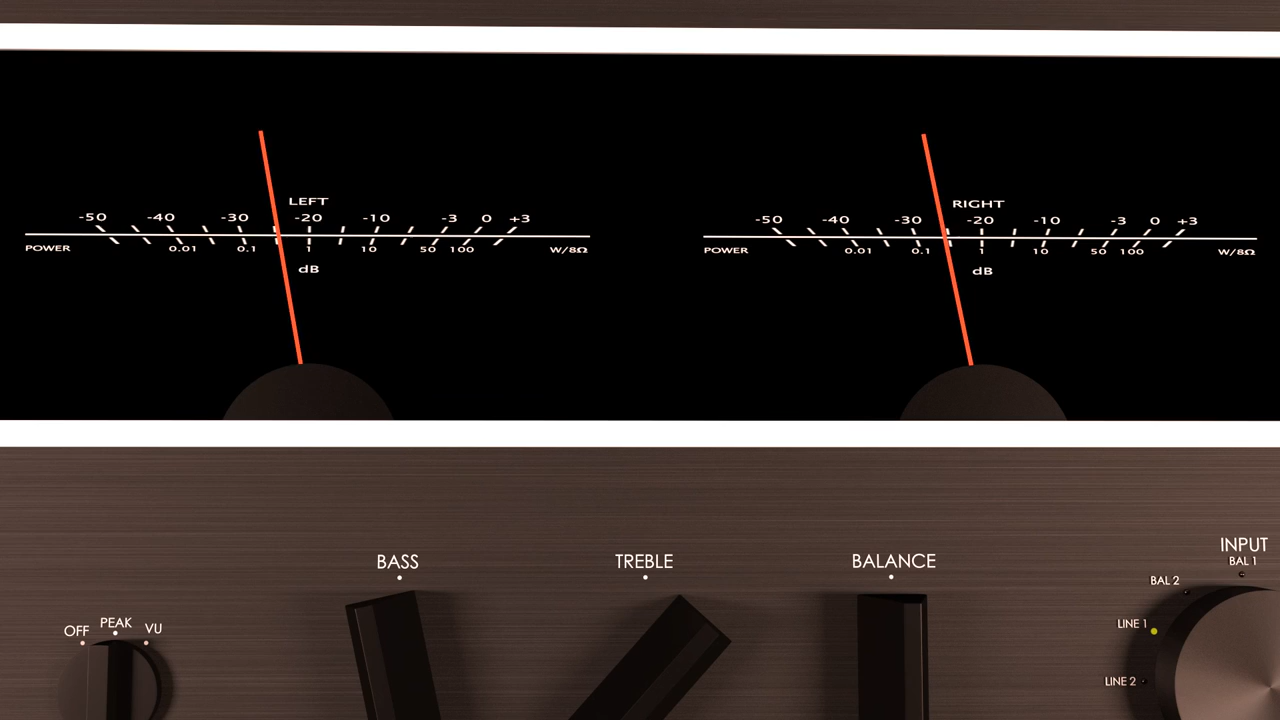 LEFT
-50 -40 -30 -20 -10 -3 0 +3
POWER 0.01 0.1 1 10 50 100 W/8Ω
dB
RIGHT
-50 -40 -30 -20 -10 -3 0 +3
POWER 0.01 0.1 1 10 50 100 W/8Ω
dB
OFF PEAK VU
BASS
TREBLE
BALANCE
INPUT
BAL 1
BAL 2
LINE 1
LINE 2